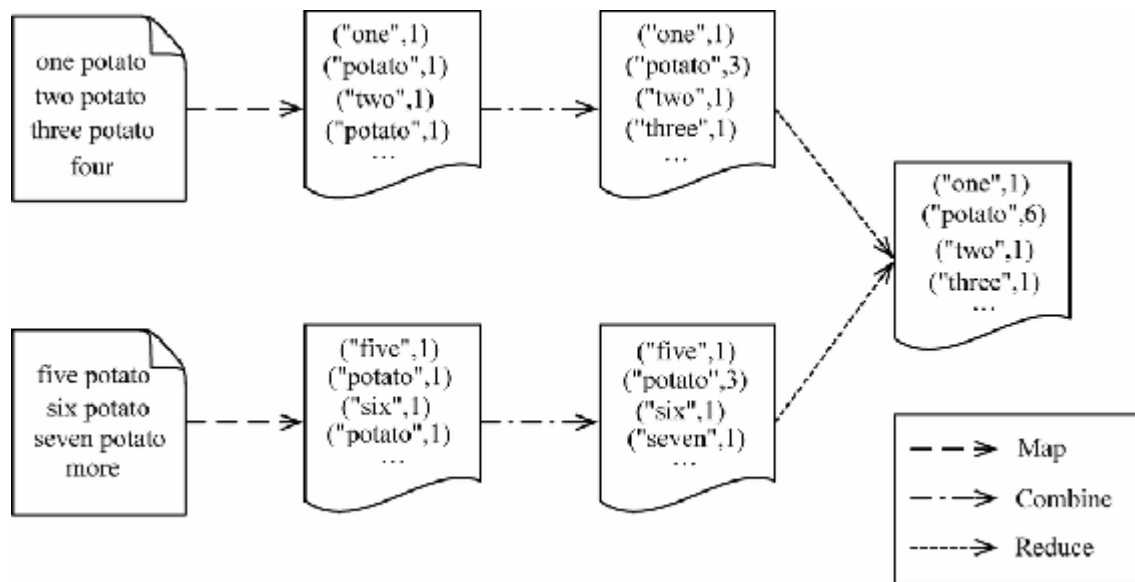 one potato
two potato
three potato
four
("one",1)
("potato",1)
("two",1)
("potato",1)
...
("one",1)
("potato",3)
("two",1)
("three",1)
...
five potato
six potato
seven potato
more
("five",1)
("potato",1)
("six",1)
("potato",1)
...
("five",1)
("potato",3)
("six",1)
("seven",1)
...
("one",1)
("potato",6)
("two",1)
("three",1)
...
Map
Combine
Reduce